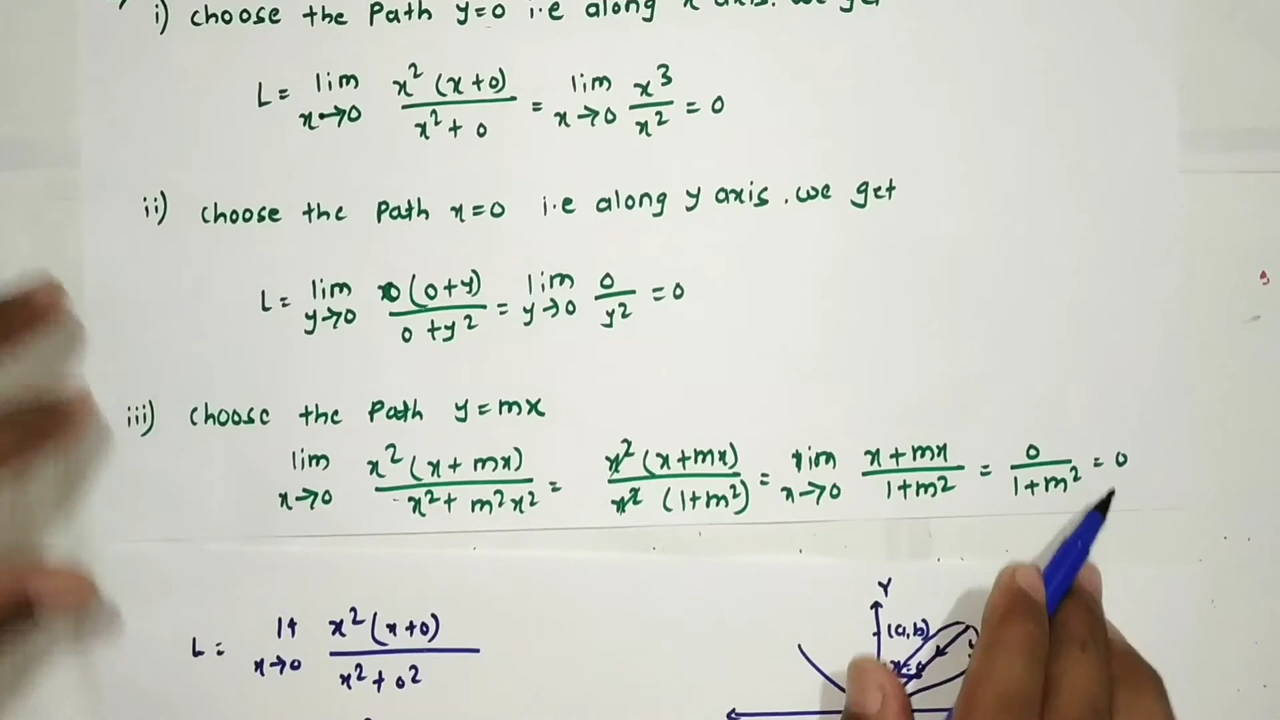 i) choose the Path y=0 i.e along x axis. we get
L = lim x→0 x²(x+0)/x²+0 = lim x→0 x³/x² = 0
ii) choose the Path x=0 i.e along y axis. we get
L = lim y→0 0(0+y)/0+y² = lim y→0 0/y² = 0
iii) choose the Path y=mx
lim x→0 x²(x+mx)/x²+m²x² = x²(x+mx)/x²(1+m²) = lim x→0 x+mx/1+m² = 0/1+m² = 0
Y
(a,b)
L = lt x→0 x²(x+0)/x²+0²